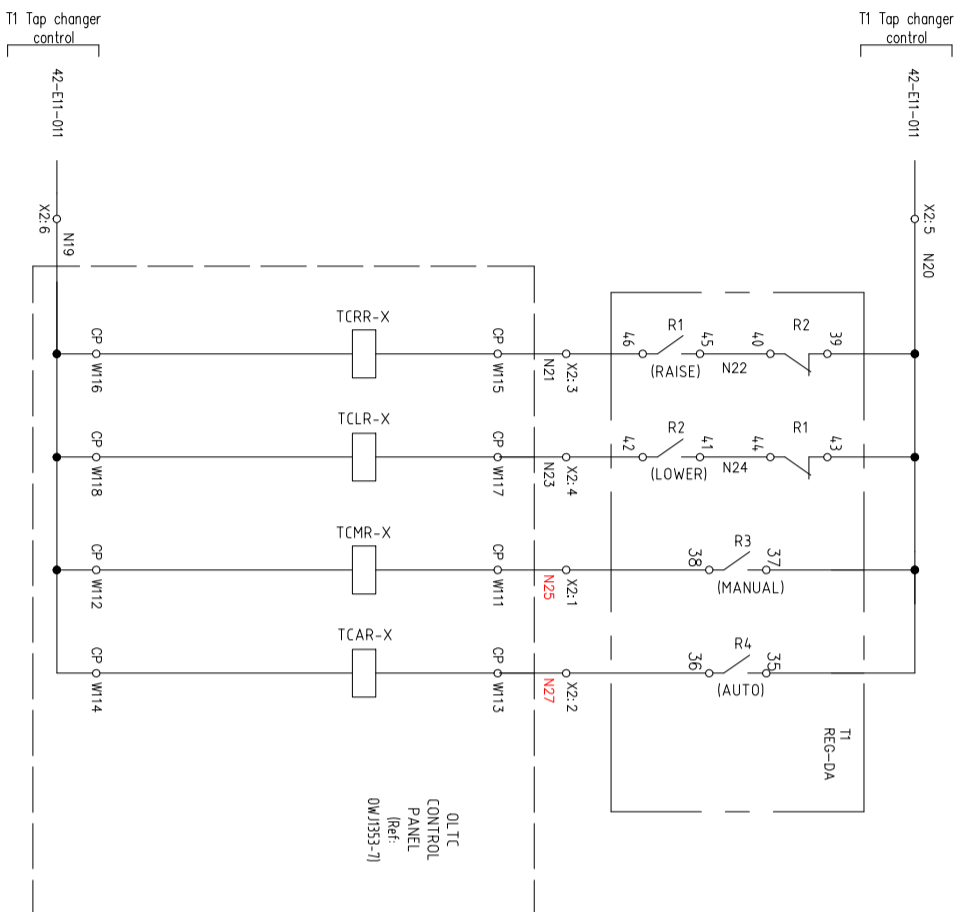 T1 Tap changer
control
T1 Tap changer
control
42-E11-011
42-E11-011
X2:6
N19
X2:5
N20
TCRR-X
CP
W116
CP
W115
N21
X2:3
46
R1
45
(RAISE)
N22
40
R2
39
TCLR-X
CP
W118
CP
W117
N23
X2:4
42
R2
41
(LOWER)
N24
44
R1
43
TCMR-X
CP
W112
CP
W111
N25
X2:1
38
R3
37
(MANUAL)
TCAR-X
CP
W114
CP
W113
N27
X2:2
36
R4
35
(AUTO)
T1
REG-DA
OLTC
CONTROL
PANEL
(Ref:
0WJ1353-7)